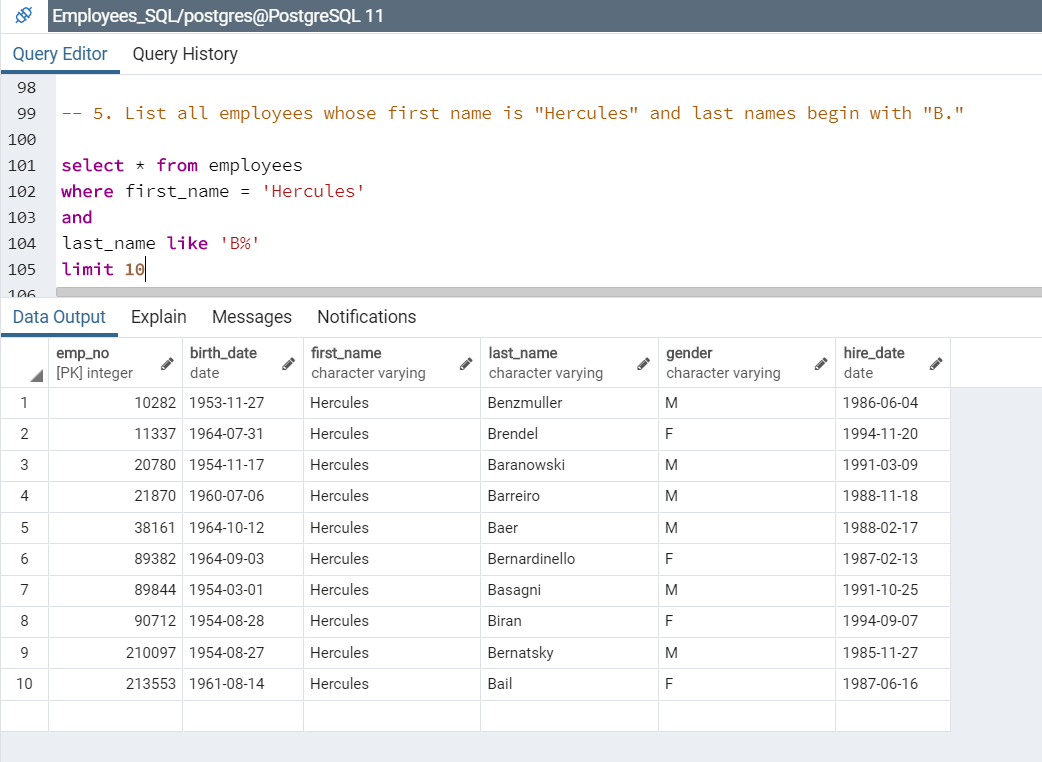 Employees_SQL/postgres@PostgreSQL 11
Query Editor Query History
98
99 -- 5. List all employees whose first name is "Hercules" and last names begin with "B."
100
101 select * from employees
102 where first_name = 'Hercules'
103 and
104 last_name like 'B%'
105 limit 10
106
Data Output Explain Messages Notifications
emp_no birth_date first_name last_name gender hire_date
[PK] integer date character varying character varying character varying date
1 10282 1953-11-27 Hercules Benzmuller M 1986-06-04
2 11337 1964-07-31 Hercules Brendel F 1994-11-20
3 20780 1954-11-17 Hercules Baranowski M 1991-03-09
4 21870 1960-07-06 Hercules Barreiro M 1988-11-18
5 38161 1964-10-12 Hercules Baer M 1988-02-17
6 89382 1964-09-03 Hercules Bernardinello F 1987-02-13
7 89844 1954-03-01 Hercules Basagni M 1991-10-25
8 90712 1954-08-28 Hercules Biran F 1994-09-07
9 210097 1954-08-27 Hercules Bernatsky M 1985-11-27
10 213553 1961-08-14 Hercules Bail F 1987-06-16